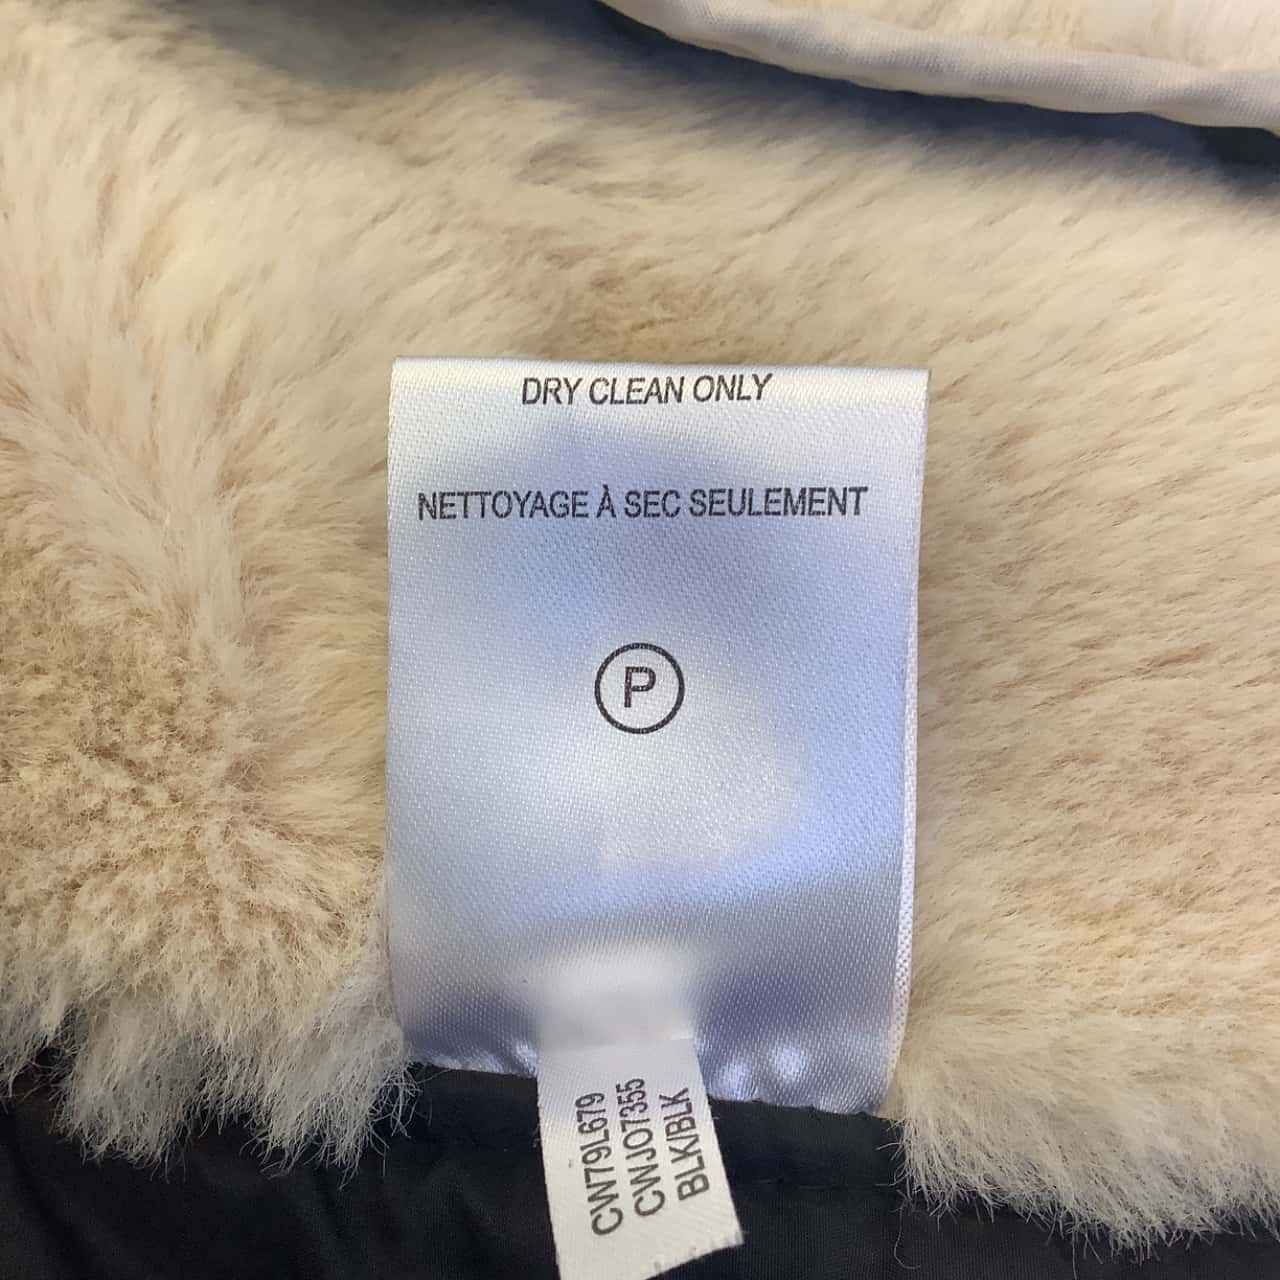 DRY CLEAN ONLY
NETTOYAGE À SEC SEULEMENT
P
CW79L679
CWJO7355
BLK/BLK